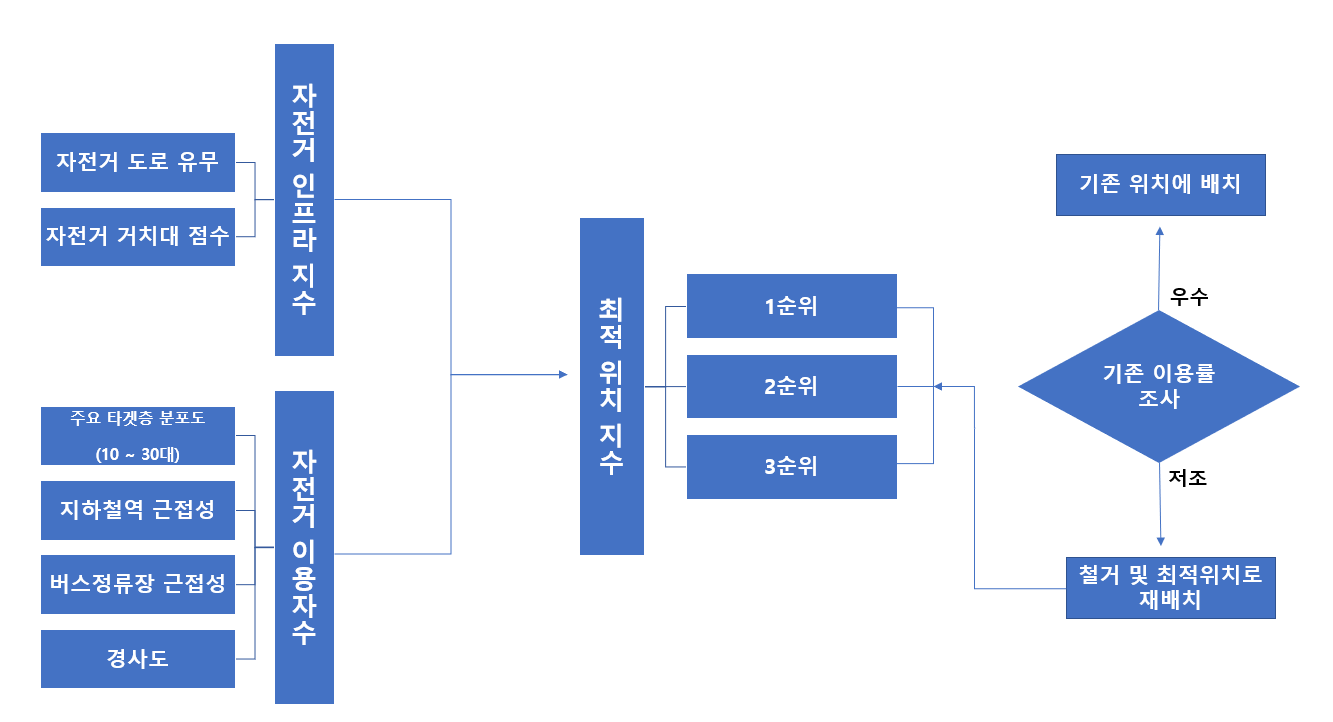 자전거 도로 유무
자전거 거치대 점수
자전거 인프라 지수
주요 타겟층 분포도
(10 ~ 30대)
지하철역 근접성
버스정류장 근접성
경사도
자전거 이용자수
최적 위치 지수
1순위
2순위
3순위
기존 위치에 배치
우수
기존 이용률
조사
저조
철거 및 최적위치로
재배치